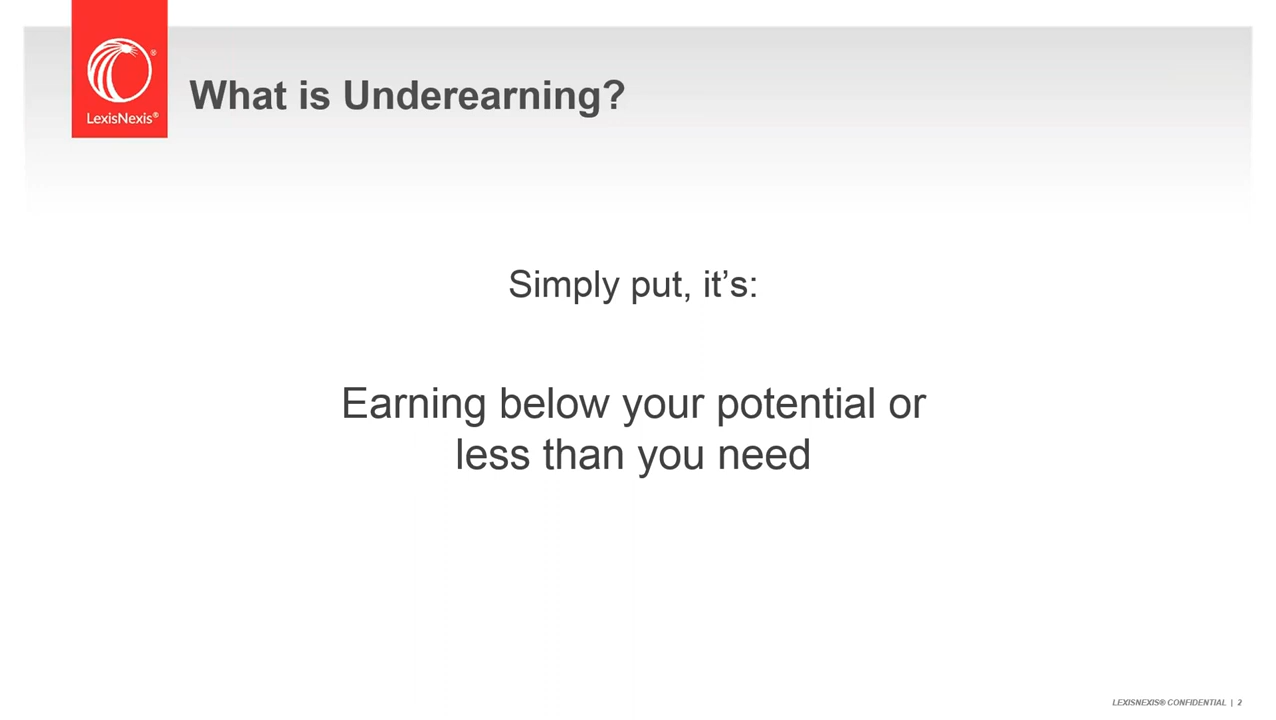 LexisNexis®
What is Underearning?
Simply put, it’s:
Earning below your potential or
less than you need
LEXISNEXIS® CONFIDENTIAL | 2